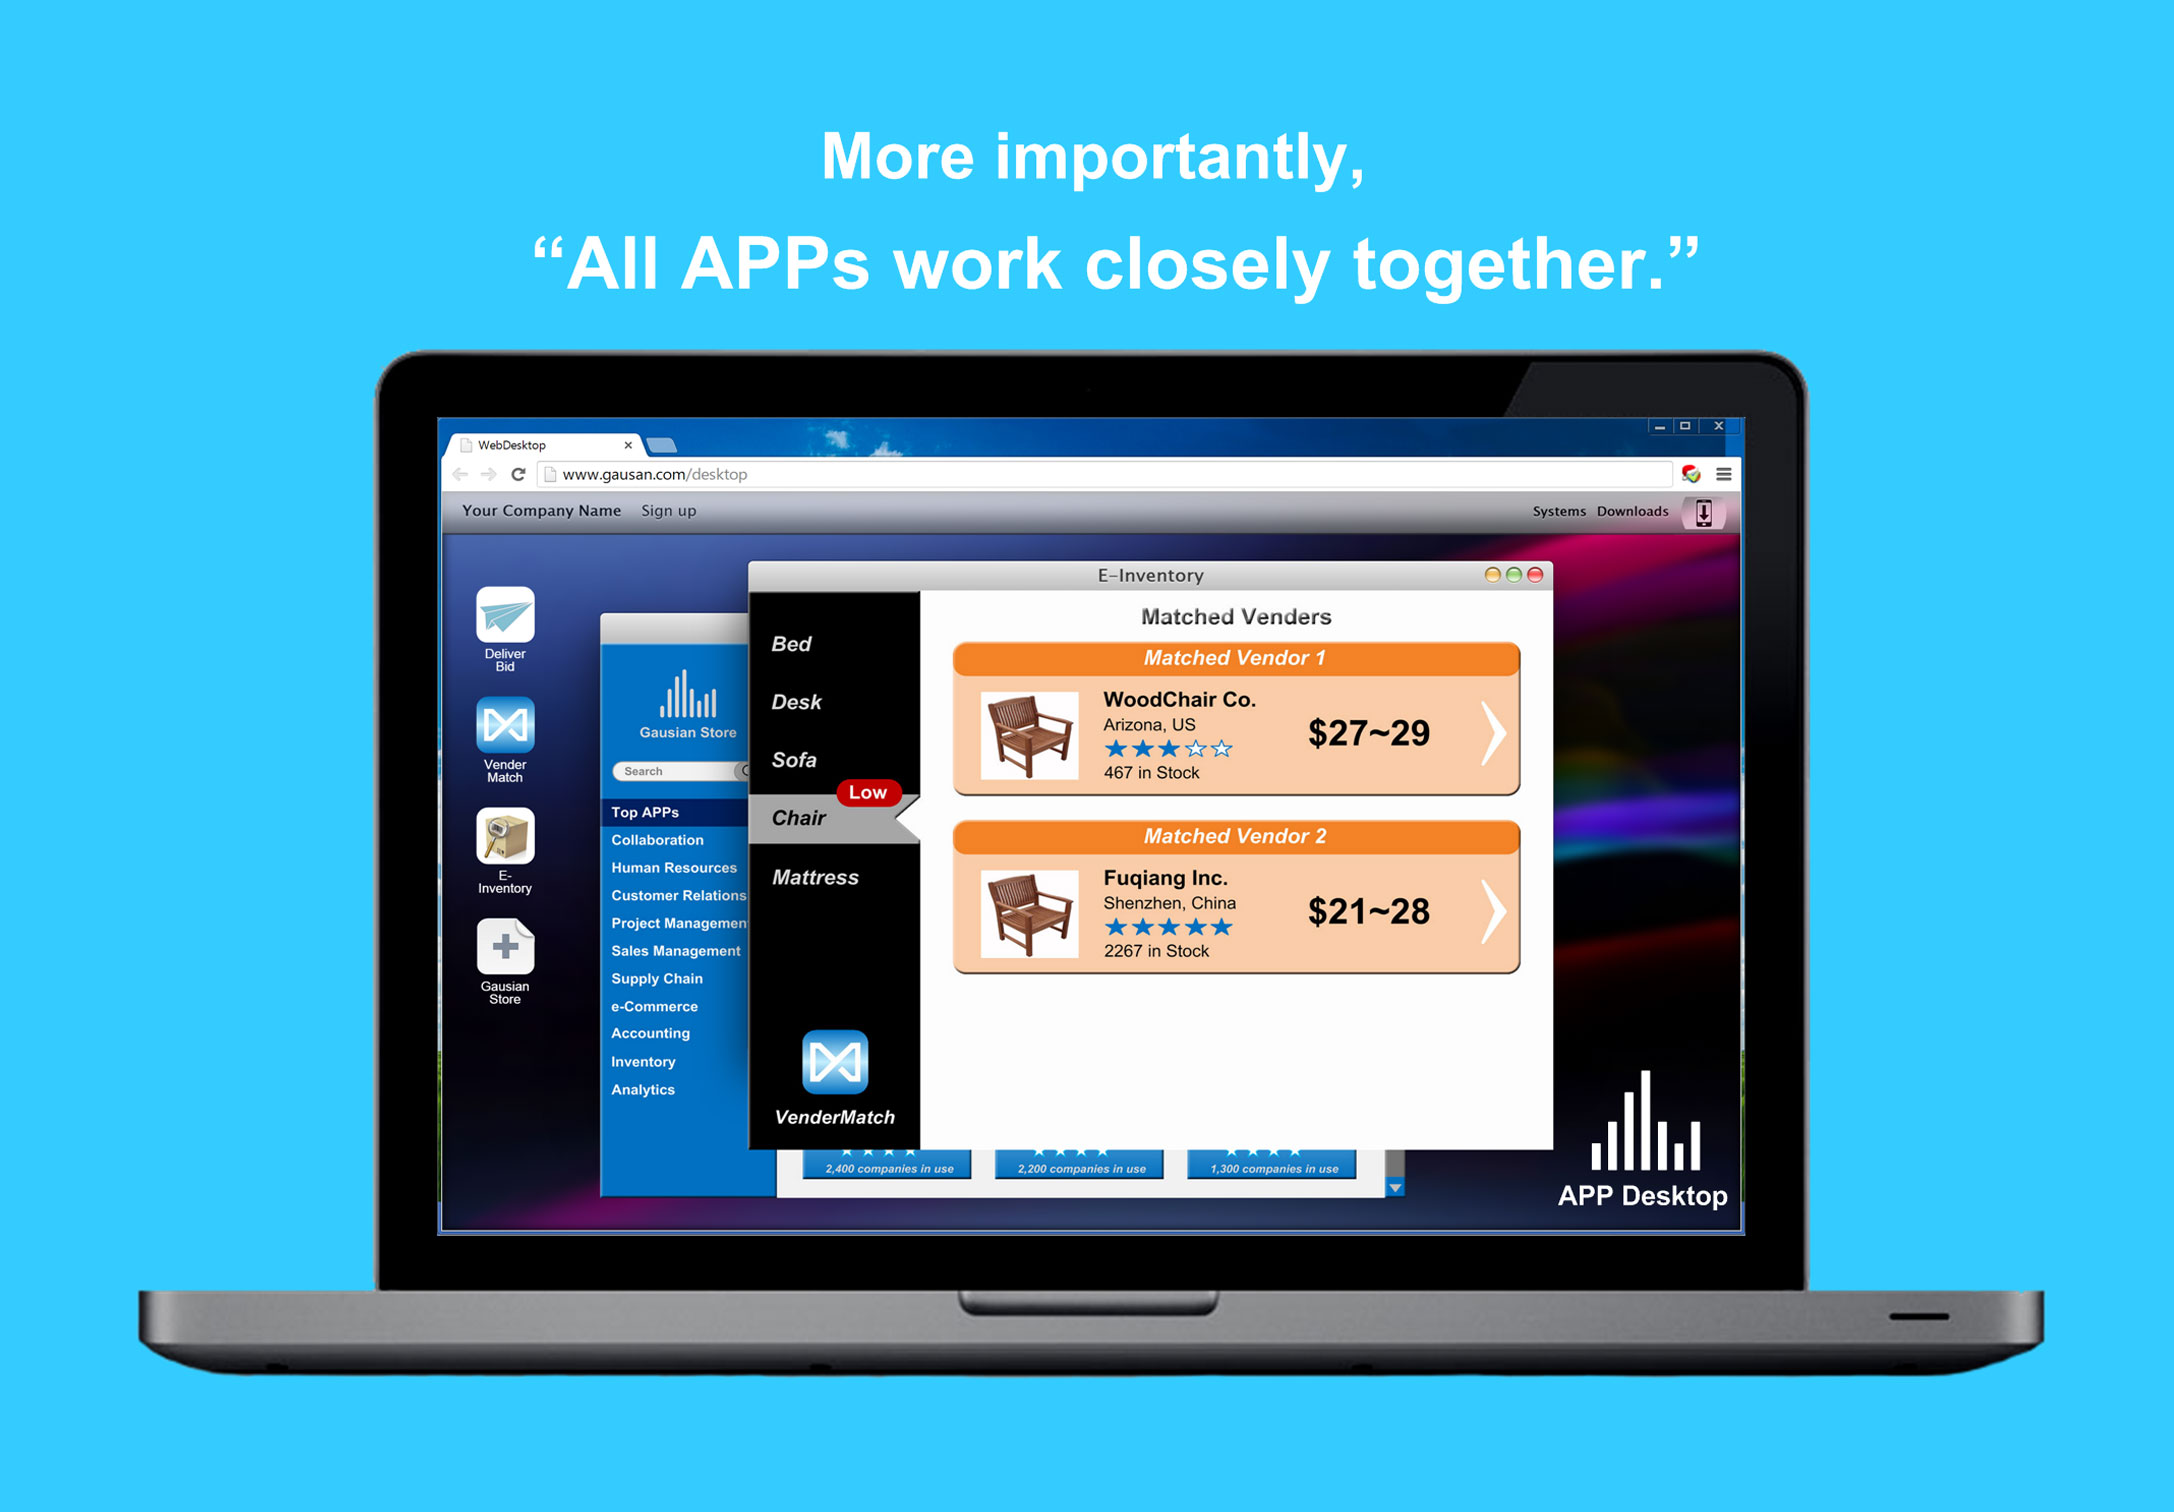 More importantly,
“All APPs work closely together.”
WebDesktop
www.gausan.com/desktop
Your Company Name Sign up
Systems Downloads
Deliver
Bid
Vender
Match
E-
Inventory
Gausian
Store
Gausian Store
Search
Top APPs
Collaboration
Human Resources
Customer Relations
Project Managemen
Sales Management
Supply Chain
e-Commerce
Accounting
Inventory
Analytics
E-Inventory
Bed
Desk
Sofa
Low
Chair
Mattress
VenderMatch
Matched Venders
Matched Vendor 1
WoodChair Co.
Arizona, US
467 in Stock
$27~29
Matched Vendor 2
Fuqiang Inc.
Shenzhen, China
2267 in Stock
$21~28
2,400 companies in use
2,200 companies in use
1,300 companies in use
APP Desktop